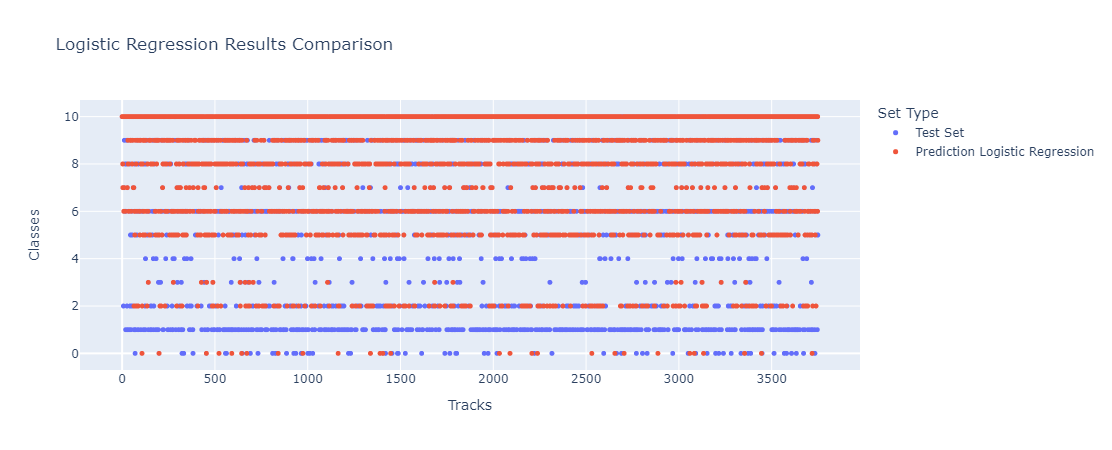 Logistic Regression Results Comparison
Set Type
Test Set
Prediction Logistic Regression
Classes
10
8
6
4
2
0
0 500 1000 1500 2000 2500 3000 3500
Tracks